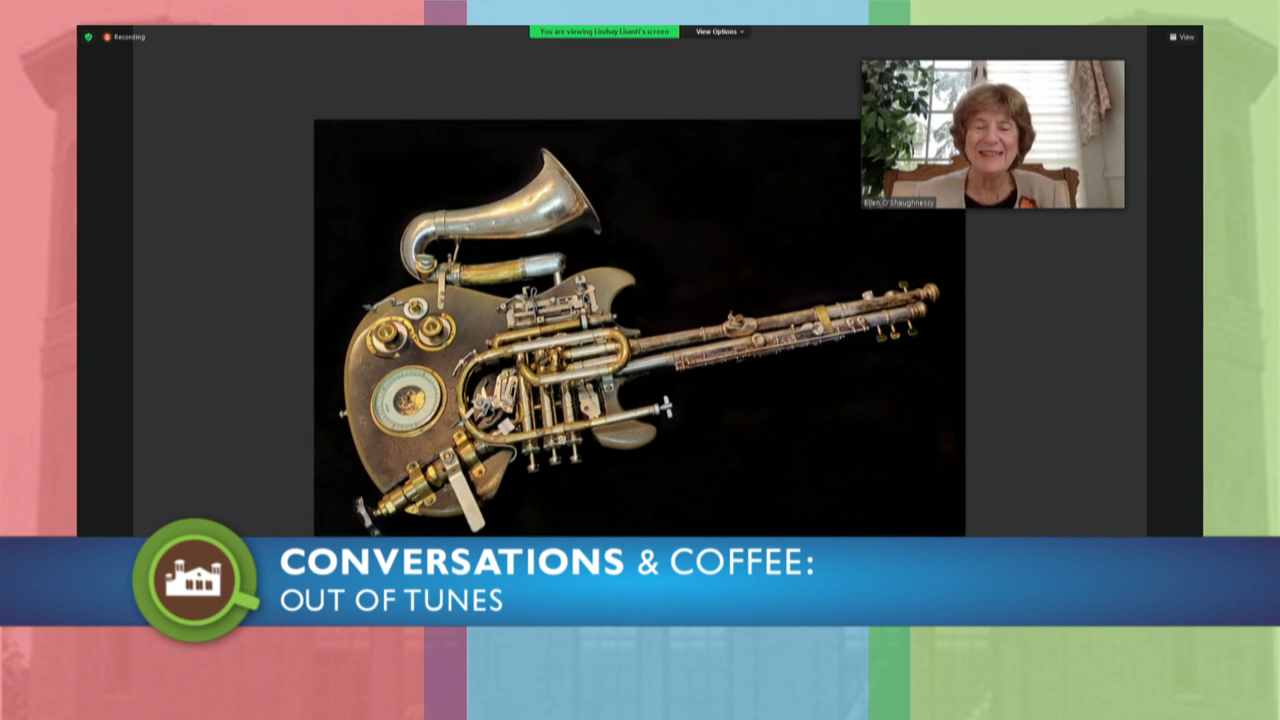 Recording
You are viewing Lindsay Lisanti's screen
View Options
View
Ellen O'Shaughnessy
CONVERSATIONS & COFFEE:
OUT OF TUNES